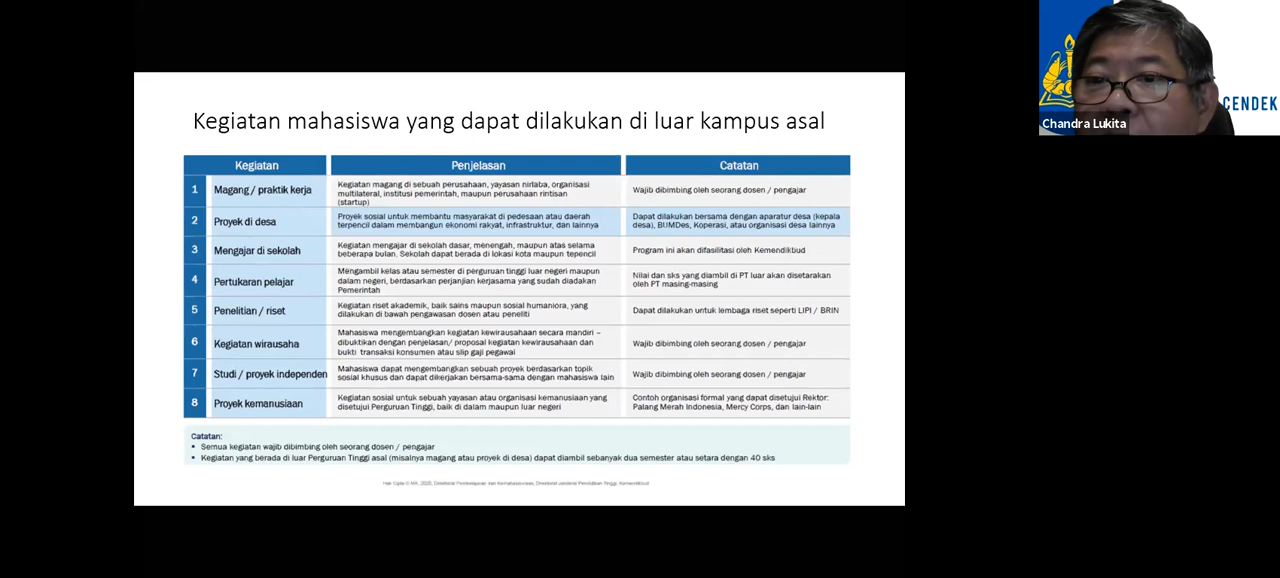 Kegiatan mahasiswa yang dapat dilakukan di luar kampus asal
Kegiatan
Penjelasan
Catatan
1
Magang / praktik kerja
Kegiatan magang di sebuah perusahaan, yayasan nirlaba, organisasi
multilateral, institusi pemerintah, maupun perusahaan rintisan
(startup)
Wajib dibimbing oleh seorang dosen / pengajar
2
Proyek di desa
Proyek sosial untuk membantu masyarakat di pedesaan atau daerah
terpencil dalam membangun ekonomi rakyat, infrastruktur, dan lainnya
Dapat dilakukan bersama dengan aparatur desa (kepala
desa), BUMDes, Koperasi, atau organisasi desa lainnya
3
Mengajar di sekolah
Kegiatan mengajar di sekolah dasar, menengah, maupun atas selama
beberapa bulan. Sekolah dapat berada di lokasi kota maupun tepencil
Program ini akan difasilitasi oleh Kemendikbud
4
Pertukaran pelajar
Mengambil kelas atau semester di perguruan tinggi luar negeri maupun
dalam negeri, berdasarkan perjanjian kerjasama yang sudah diadakan
Pemerintah
Nilai dan sks yang diambil di PT luar akan disetarakan
oleh PT masing-masing
5
Penelitian / riset
Kegiatan riset akademik, baik sains maupun sosial humaniora, yang
dilakukan di bawah pengawasan dosen atau peneliti
Dapat dilakukan untuk lembaga riset seperti LIPI / BRIN
6
Kegiatan wirausaha
Mahasiswa mengembangkan kegiatan kewirausahaan secara mandiri –
dibuktikan dengan penjelasan/ proposal kegiatan kewirausahaan dan
bukti transaksi konsumen atau slip gaji pegawai
Wajib dibimbing oleh seorang dosen / pengajar
7
Studi / proyek independen
Mahasiswa dapat mengembangkan sebuah proyek berdasarkan topik
sosial khusus dan dapat dikerjakan bersama-sama dengan mahasiswa lain
Wajib dibimbing oleh seorang dosen / pengajar
8
Proyek kemanusiaan
Kegiatan sosial untuk sebuah yayasan atau organisasi kemanusiaan yang
disetujui Perguruan Tinggi, baik di dalam maupun luar negeri
Contoh organisasi formal yang dapat disetujui Rektor:
Palang Merah Indonesia, Mercy Corps, dan lain-lain
Catatan:
• Semua kegiatan wajib dibimbing oleh seorang dosen / pengajar
• Kegiatan yang berada di luar Perguruan Tinggi asal (misalnya magang atau proyek di desa) dapat diambil sebanyak dua semester atau setara dengan 40 sks
Hak Cipta © MA, 2020, Direktorat Pembelajaran dan Kemahasiswaan, Direktorat Jenderal Pendidikan Tinggi, Kemendikbud
CENDEK
Chandra Lukita